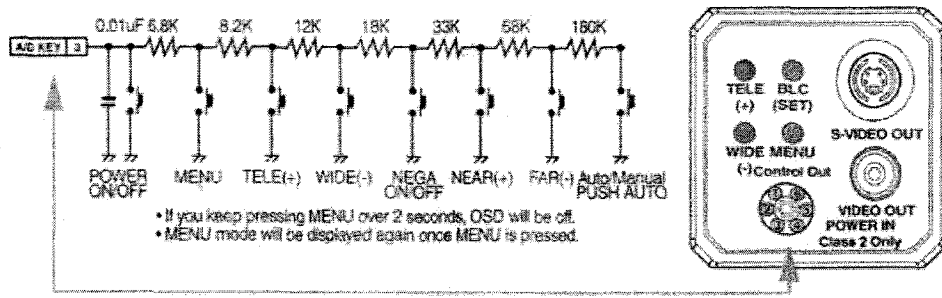 0.01uF 6.8K 8.2K 12K 18K 33K 68K 180K
A/D KEY 3
POWER ON/OFF
MENU
TELE(+)
WIDE(-)
NEGA ON/OFF
NEAR(+)
FAR(-)
Auto/Manual PUSH AUTO
• If you keep pressing MENU over 2 seconds, OSD will be off.
• MENU mode will be displayed again once MENU is pressed.
TELE (+)
BLC (SET)
S-VIDEO OUT
WIDE (-)
MENU
Control Out
VIDEO OUT
POWER IN
Class 2 Only